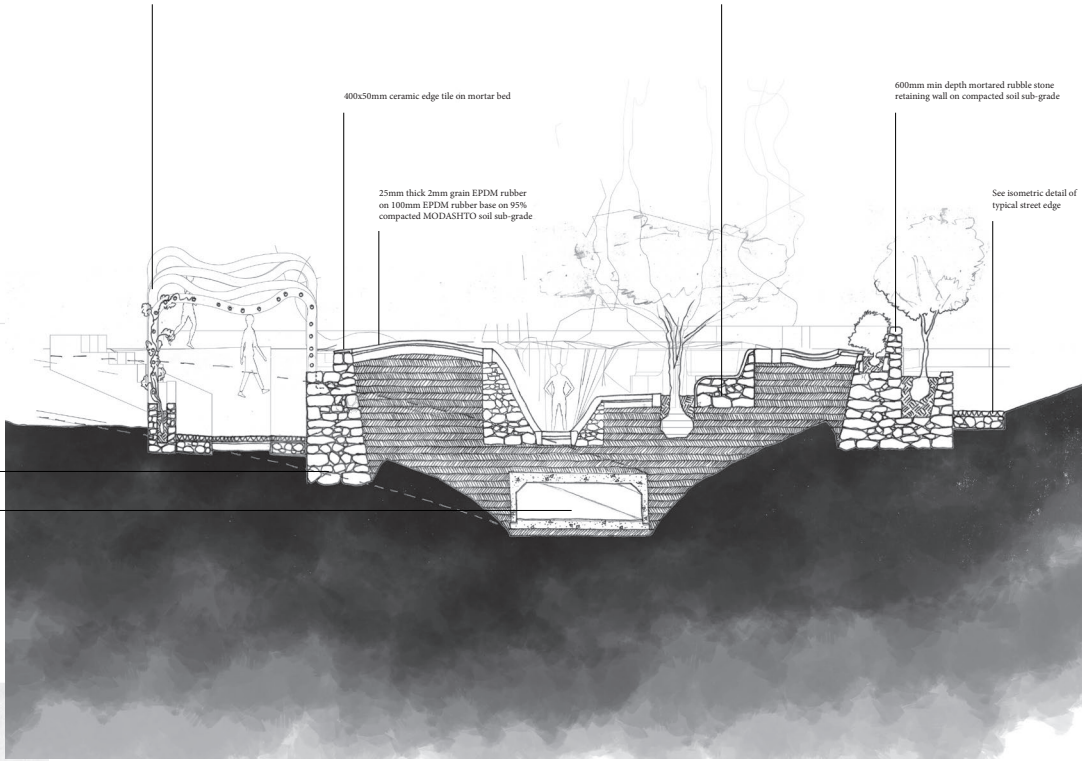 400x50mm ceramic edge tile on mortar bed
600mm min depth mortared rubble stone
retaining wall on compacted soil sub-grade
25mm thick 2mm grain EPDM rubber
on 100mm EPDM rubber base on 95%
compacted MODASHTO soil sub-grade
See isometric detail of
typical street edge